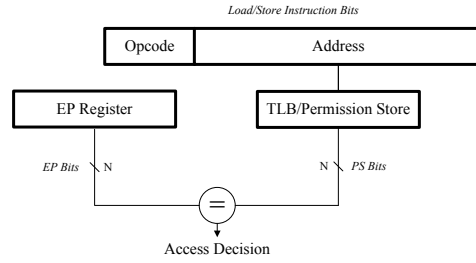 Load/Store Instruction Bits
Opcode Address
EP Register TLB/Permission Store
EP Bits N N PS Bits
=
Access Decision